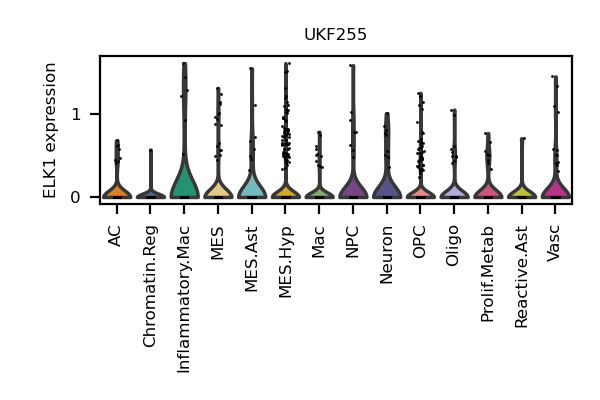 UKF255
ELK1 expression
1
0
AC
Chromatin.Reg
Inflammatory.Mac
MES
MES.Ast
MES.Hyp
Mac
NPC
Neuron
OPC
Oligo
Prolif.Metab
Reactive.Ast
Vasc